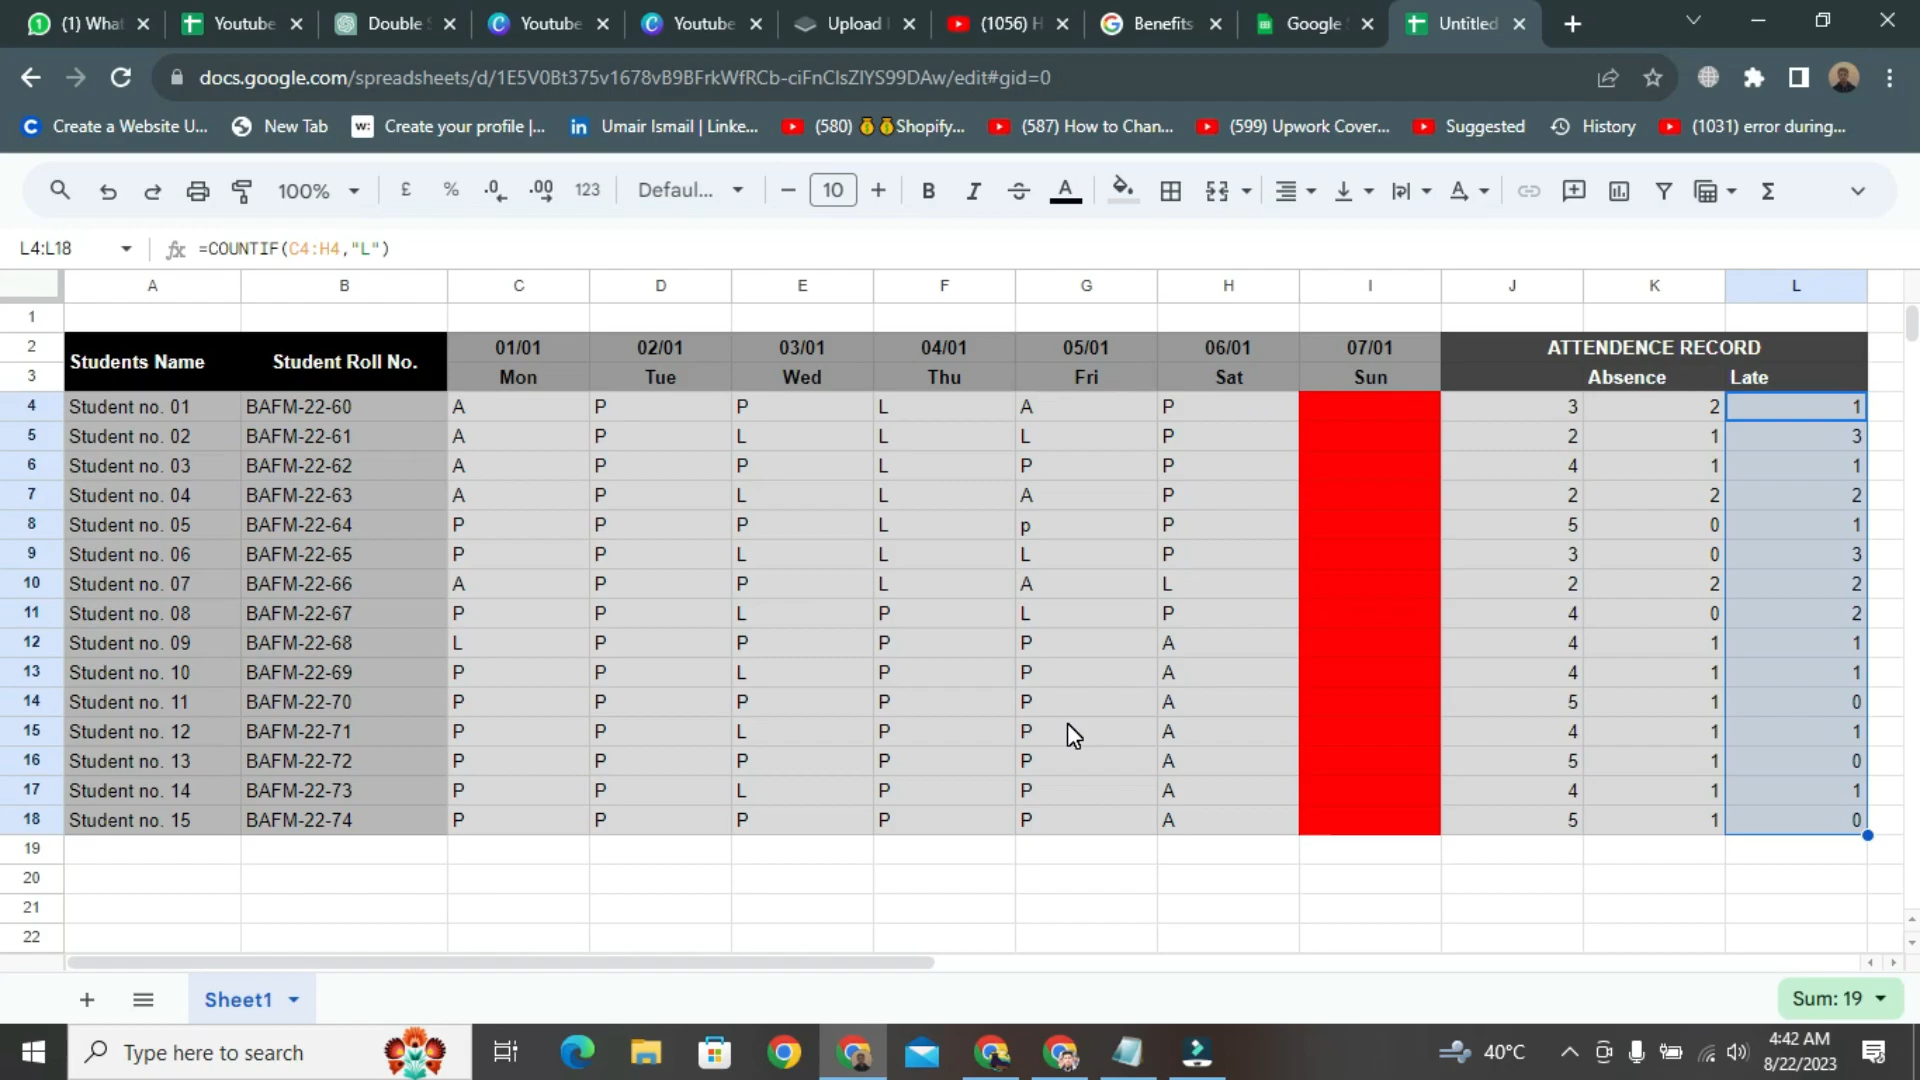 (1) What
Youtube
Double
Youtube
Youtube
Upload
(1056) H
Benefits
Google
Untitled
docs.google.com/spreadsheets/d/1E5V0Bt375v1678vB9BFrkWfRCb-ciFnClsZlYS99DAw/edit#gid=0
Create a Website U...
New Tab
Create your profile |...
Umair Ismail | Linke...
(580) 💰💰Shopify...
(587) How to Chan...
(599) Upwork Cover...
Suggested
History
(1031) error during...
100% £ % .0 .00 123 Defaul... 10 B I S A
L4:L18 fx =COUNTIF(C4:H4,"L")
A B C D E F G H I J K L
1
2 01/01 02/01 03/01 04/01 05/01 06/01 07/01 ATTENDENCE RECORD
Students Name Student Roll No.
3 Mon Tue Wed Thu Fri Sat Sun Absence Late
4 Student no. 01 BAFM-22-60 A P P L A P 3 2 1
5 Student no. 02 BAFM-22-61 A P L L L P 2 1 3
6 Student no. 03 BAFM-22-62 A P P L P P 4 1 1
7 Student no. 04 BAFM-22-63 A P L L A P 2 2 2
8 Student no. 05 BAFM-22-64 P P P L p P 5 0 1
9 Student no. 06 BAFM-22-65 P P L L L P 3 0 3
10 Student no. 07 BAFM-22-66 A P P L A L 2 2 2
11 Student no. 08 BAFM-22-67 P P L P L P 4 0 2
12 Student no. 09 BAFM-22-68 L P P P P A 4 1 1
13 Student no. 10 BAFM-22-69 P P L P P A 4 1 1
14 Student no. 11 BAFM-22-70 P P P P P A 5 1 0
15 Student no. 12 BAFM-22-71 P P L P P A 4 1 1
16 Student no. 13 BAFM-22-72 P P P P P A 5 1 0
17 Student no. 14 BAFM-22-73 P P L P P A 4 1 1
18 Student no. 15 BAFM-22-74 P P P P P A 5 1 0
19
20
21
22
Sheet1 Sum: 19
Type here to search
40°C
4:42 AM
8/22/2023